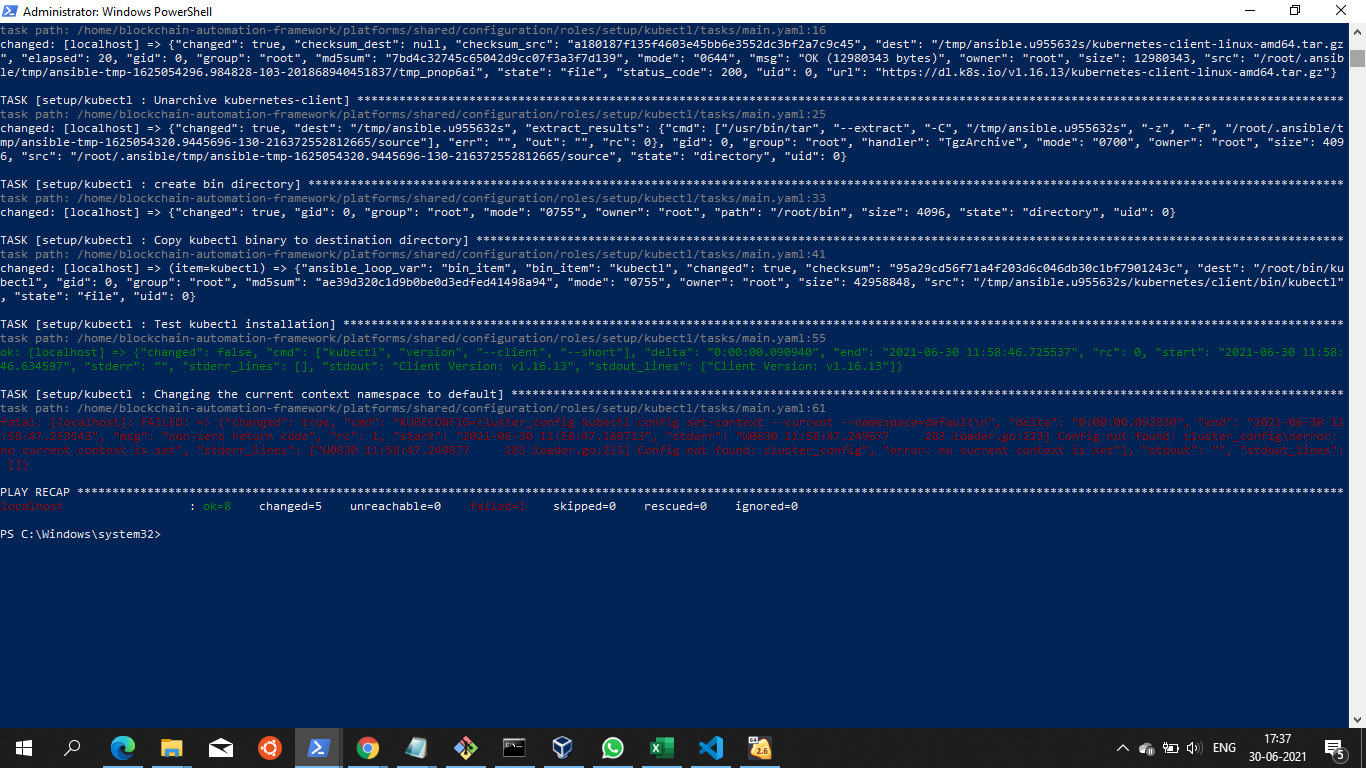 Administrator: Windows PowerShell
task path: /home/blockchain-automation-framework/platforms/shared/configuration/roles/setup/kubectl/tasks/main.yaml:16
changed: [localhost] => {"changed": true, "checksum_dest": null, "checksum_src": "a180187f135f4603e45bb6e3552dc3bf2a7c9c45", "dest": "/tmp/ansible.u955632s/kubernetes-client-linux-amd64.tar.gz
", "elapsed": 20, "gid": 0, "group": "root", "md5sum": "7bd4c32745c65042d9cc07f3a3f7d139", "mode": "0644", "msg": "OK (12980343 bytes)", "owner": "root", "size": 12980343, "src": "/root/.ansib
le/tmp/ansible-tmp-1625054296.984828-103-201868940451837/tmp_pnop6ai", "state": "file", "status_code": 200, "uid": 0, "url": "https://dl.k8s.io/v1.16.13/kubernetes-client-linux-amd64.tar.gz"}
TASK [setup/kubectl : Unarchive kubernetes-client] *********************************************************************************************************************************************
task path: /home/blockchain-automation-framework/platforms/shared/configuration/roles/setup/kubectl/tasks/main.yaml:25
changed: [localhost] => {"changed": true, "dest": "/tmp/ansible.u955632s", "extract_results": {"cmd": ["/usr/bin/tar", "--extract", "-C", "/tmp/ansible.u955632s", "-z", "-f", "/root/.ansible/t
mp/ansible-tmp-1625054320.9445696-130-216372552812665/source"], "err": "", "out": "", "rc": 0}, "gid": 0, "group": "root", "handler": "TgzArchive", "mode": "0700", "owner": "root", "size": 409
6, "src": "/root/.ansible/tmp/ansible-tmp-1625054320.9445696-130-216372552812665/source", "state": "directory", "uid": 0}
TASK [setup/kubectl : create bin directory] ****************************************************************************************************************************************************
task path: /home/blockchain-automation-framework/platforms/shared/configuration/roles/setup/kubectl/tasks/main.yaml:33
changed: [localhost] => {"changed": true, "gid": 0, "group": "root", "mode": "0755", "owner": "root", "path": "/root/bin", "size": 4096, "state": "directory", "uid": 0}
TASK [setup/kubectl : Copy kubectl binary to destination directory] ****************************************************************************************************************************
task path: /home/blockchain-automation-framework/platforms/shared/configuration/roles/setup/kubectl/tasks/main.yaml:41
changed: [localhost] => (item=kubectl) => {"ansible_loop_var": "bin_item", "bin_item": "kubectl", "changed": true, "checksum": "95a29cd56f71a4f203d6c046db30c1bf7901243c", "dest": "/root/bin/ku
bectl", "gid": 0, "group": "root", "md5sum": "ae39d320c1d9b0be0d3edfed41498a94", "mode": "0755", "owner": "root", "size": 42958848, "src": "/tmp/ansible.u955632s/kubernetes/client/bin/kubectl"
, "state": "file", "uid": 0}
TASK [setup/kubectl : Test kubectl installation] ***********************************************************************************************************************************************
task path: /home/blockchain-automation-framework/platforms/shared/configuration/roles/setup/kubectl/tasks/main.yaml:55
ok: [localhost] => {"changed": false, "cmd": ["kubectl", "version", "--client", "--short"], "delta": "0:00:00.090940", "end": "2021-06-30 11:58:46.725537", "rc": 0, "start": "2021-06-30 11:58:
46.634597", "stderr": "", "stderr_lines": [], "stdout": "Client Version: v1.16.13", "stdout_lines": ["Client Version: v1.16.13"]}
TASK [setup/kubectl : Changing the current context namespace to default] ***********************************************************************************************************************
task path: /home/blockchain-automation-framework/platforms/shared/configuration/roles/setup/kubectl/tasks/main.yaml:61
fatal: [localhost]: FAILED! => {"changed": true, "cmd": "KUBECONFIG=cluster_config kubectl config set-context --current --namespace=default\n", "delta": "0:00:00.092830", "end": "2021-06-30 11
:58:47.253543", "msg": "non-zero return code", "rc": 1, "start": "2021-06-30 11:58:47.160713", "stderr": "W0630 11:58:47.249677     283 loader.go:223] Config not found: cluster_config\nerror:
no current context is set", "stderr_lines": ["W0630 11:58:47.249677     283 loader.go:223] Config not found: cluster_config", "error: no current context is set"], "stdout": "", "stdout_lines":
[]}
PLAY RECAP *************************************************************************************************************************************************************************************
localhost                  : ok=8    changed=5    unreachable=0    failed=1    skipped=0    rescued=0    ignored=0
PS C:\Windows\system32>
ENG
17:37
30-06-2021
5
2.6